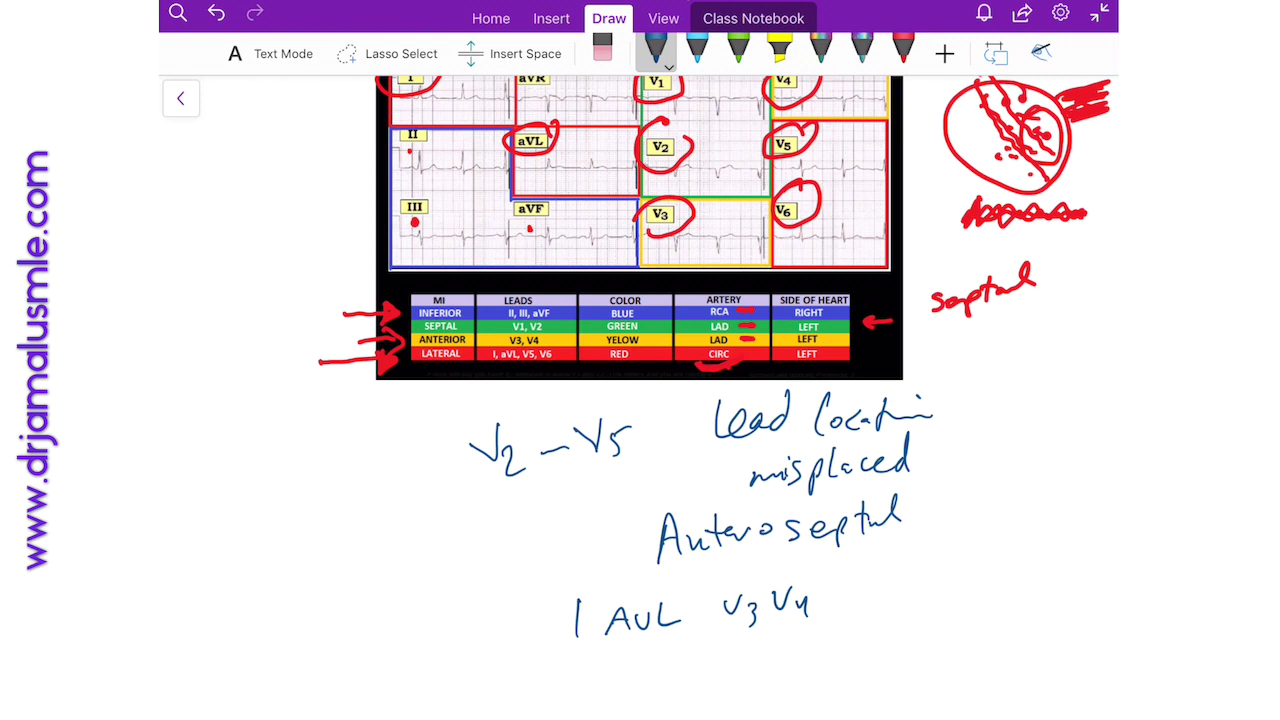 Home Insert Draw View Class Notebook
A Text Mode Lasso Select Insert Space
I aVR V1 V4
II aVL V2 V5
III aVF V3 V6
MI LEADS COLOR ARTERY SIDE OF HEART
INFERIOR II, III, aVF BLUE RCA RIGHT
SEPTAL V1, V2 GREEN LAD LEFT
ANTERIOR V3, V4 YELOW LAD LEFT
LATERAL I, aVL, V5, V6 RED CIRC LEFT
septal
V2 - V5
Lead location
misplaced
Anteroseptal
I AVL V3 V4
www.drjamalusmle.com